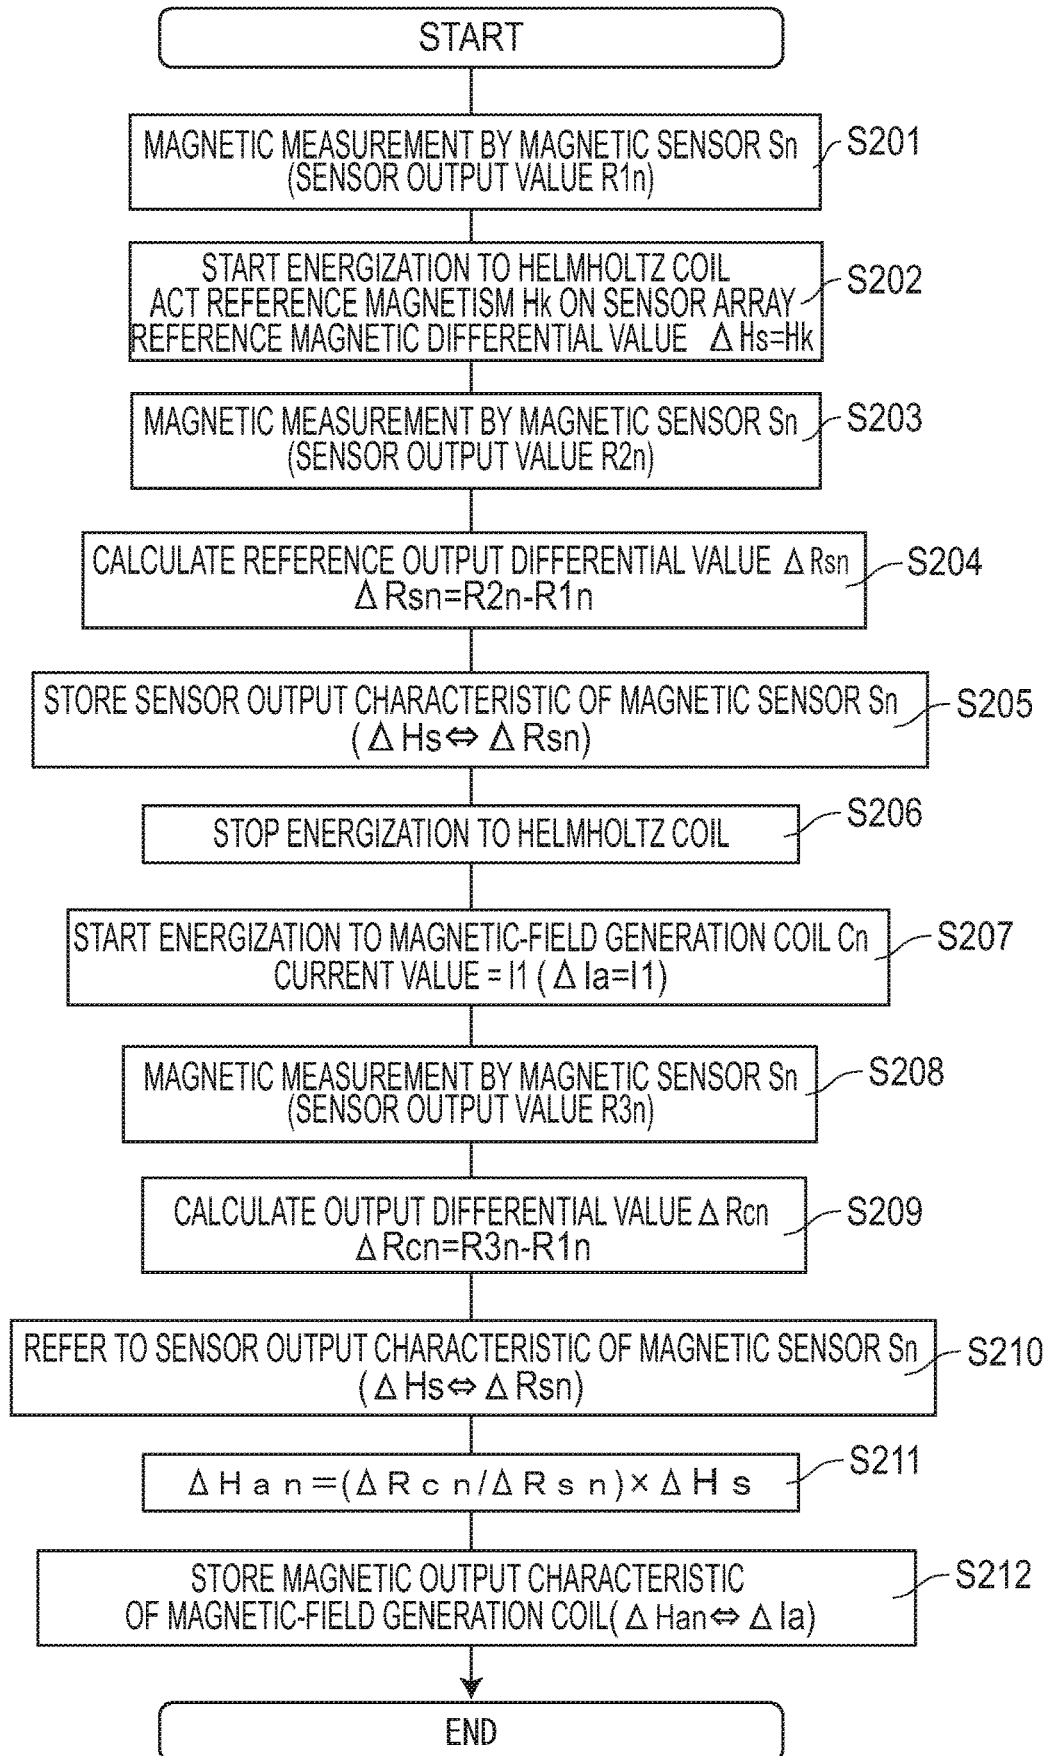 START
MAGNETIC MEASUREMENT BY MAGNETIC SENSOR Sn
(SENSOR OUTPUT VALUE R1n)
S201
START ENERGIZATION TO HELMHOLTZ COIL
ACT REFERENCE MAGNETISM Hk ON SENSOR ARRAY
REFERENCE MAGNETIC DIFFERENTIAL VALUE ΔHs=Hk
S202
MAGNETIC MEASUREMENT BY MAGNETIC SENSOR Sn
(SENSOR OUTPUT VALUE R2n)
S203
CALCULATE REFERENCE OUTPUT DIFFERENTIAL VALUE ΔRsn
ΔRsn=R2n-R1n
S204
STORE SENSOR OUTPUT CHARACTERISTIC OF MAGNETIC SENSOR Sn
(ΔHs⇔ΔRsn)
S205
STOP ENERGIZATION TO HELMHOLTZ COIL
S206
START ENERGIZATION TO MAGNETIC-FIELD GENERATION COIL Cn
CURRENT VALUE = I1 (ΔIa=I1)
S207
MAGNETIC MEASUREMENT BY MAGNETIC SENSOR Sn
(SENSOR OUTPUT VALUE R3n)
S208
CALCULATE OUTPUT DIFFERENTIAL VALUE ΔRcn
ΔRcn=R3n-R1n
S209
REFER TO SENSOR OUTPUT CHARACTERISTIC OF MAGNETIC SENSOR Sn
(ΔHs⇔ΔRsn)
S210
ΔHan=(ΔRcn/ΔRsn)×ΔHs
S211
STORE MAGNETIC OUTPUT CHARACTERISTIC
OF MAGNETIC-FIELD GENERATION COIL(ΔHan⇔ΔIa)
S212
END